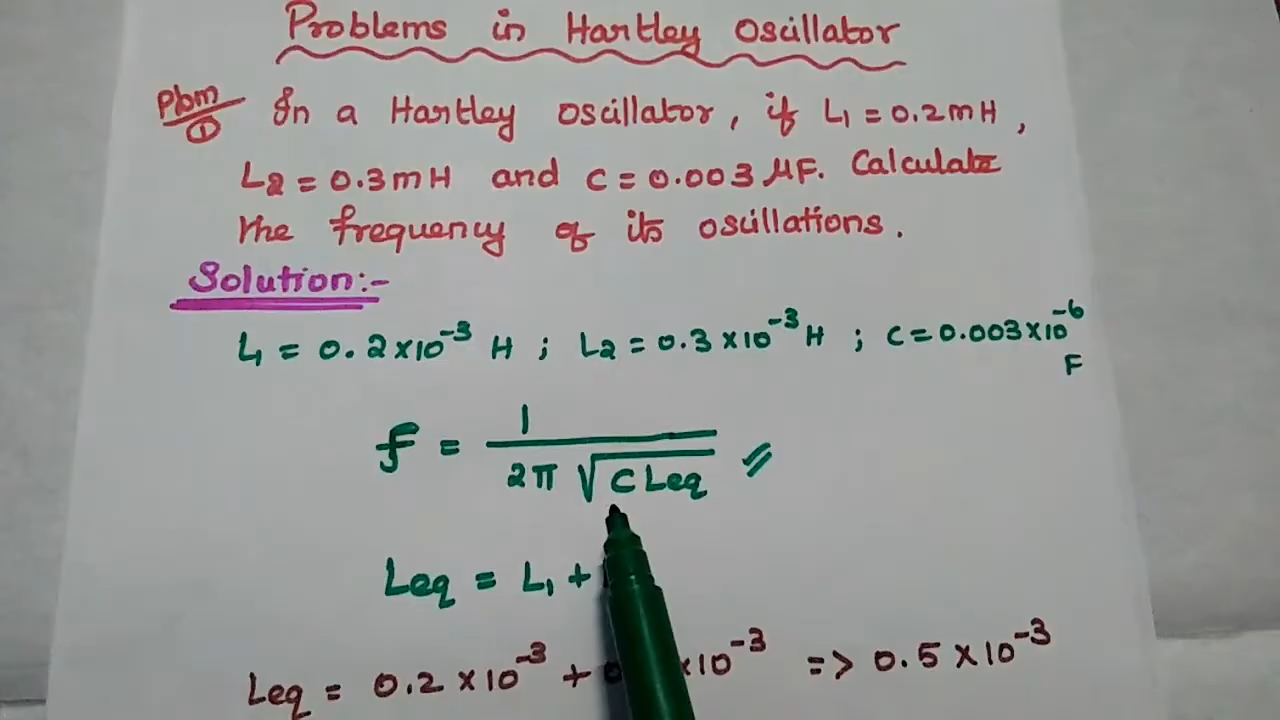 Problems in Hartley Oscillator
Pbm ① In a Hartley Oscillator, if L₁ = 0.2mH,
L₂ = 0.3mH and C = 0.003 μF. Calculate
the frequency of its oscillations.
Solution:-
L₁ = 0.2×10⁻³ H ; L₂ = 0.3×10⁻³ H ; C = 0.003×10⁻⁶ F
f = 1 / 2π √C Leq
Leq = L₁ +
Leq = 0.2×10⁻³ + ×10⁻³ => 0.5×10⁻³